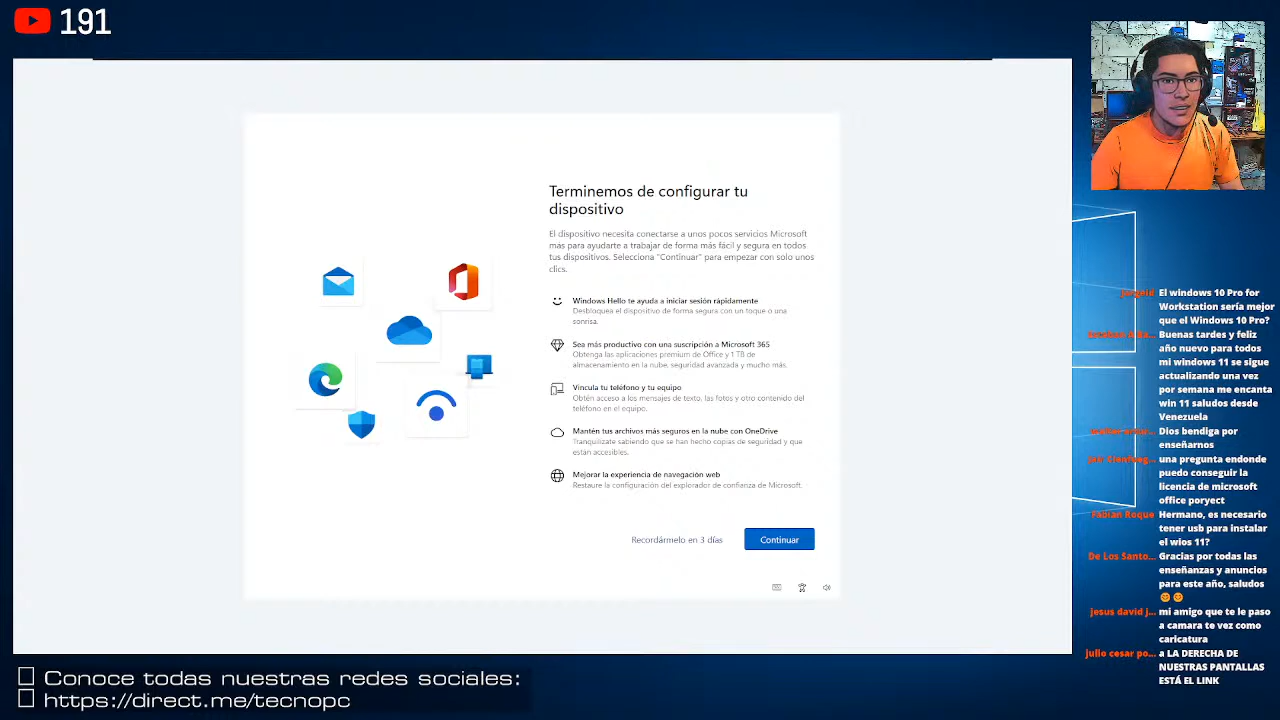 191
Terminemos de configurar tu
dispositivo
El dispositivo necesita conectarse a unos pocos servicios Microsoft
más para ayudarte a trabajar de forma más fácil y segura en todos
tus dispositivos. Selecciona "Continuar" para empezar con solo unos
clics.
Windows Hello te ayuda a iniciar sesión rápidamente
Desbloquea el dispositivo de forma segura con un toque o una
sonrisa.
Sea más productivo con una suscripción a Microsoft 365
Obtenga las aplicaciones premium de Office y 1 TB de
almacenamiento en la nube, seguridad avanzada y mucho más.
Vincula tu teléfono y tu equipo
Obtén acceso a los mensajes de texto, las fotos y otro contenido del
teléfono en el equipo.
Mantén tus archivos más seguros en la nube con OneDrive
Tranquilízate sabiendo que se han hecho copias de seguridad y que
están accesibles.
Mejorar la experiencia de navegación web
Restaure la configuración del explorador de confianza de Microsoft.
Recordármelo en 3 días
Continuar
El windows 10 Pro for
Workstation sería mejor
que el Windows 10 Pro?
Buenas tardes y feliz
año nuevo para todos
mi windows 11 se sigue
actualizando una vez
por semana me encanta
win 11 saludos desde
Venezuela
Dios bendiga por
enseñarnos
una pregunta endonde
puedo conseguir la
licencia de microsoft
office poryect
Fabian Roque Hermano, es necesario
tener usb para instalar
el wios 11?
De Los Santo... Gracias por todas las
enseñanzas y anuncios
para este año, saludos
😊😊
jesus david j... mi amigo que te le paso
a camara te vez como
caricatura
julio cesar po... a LA DERECHA DE
NUESTRAS PANTALLAS
ESTÁ EL LINK
Conoce todas nuestras redes sociales:
https://direct.me/tecnopc